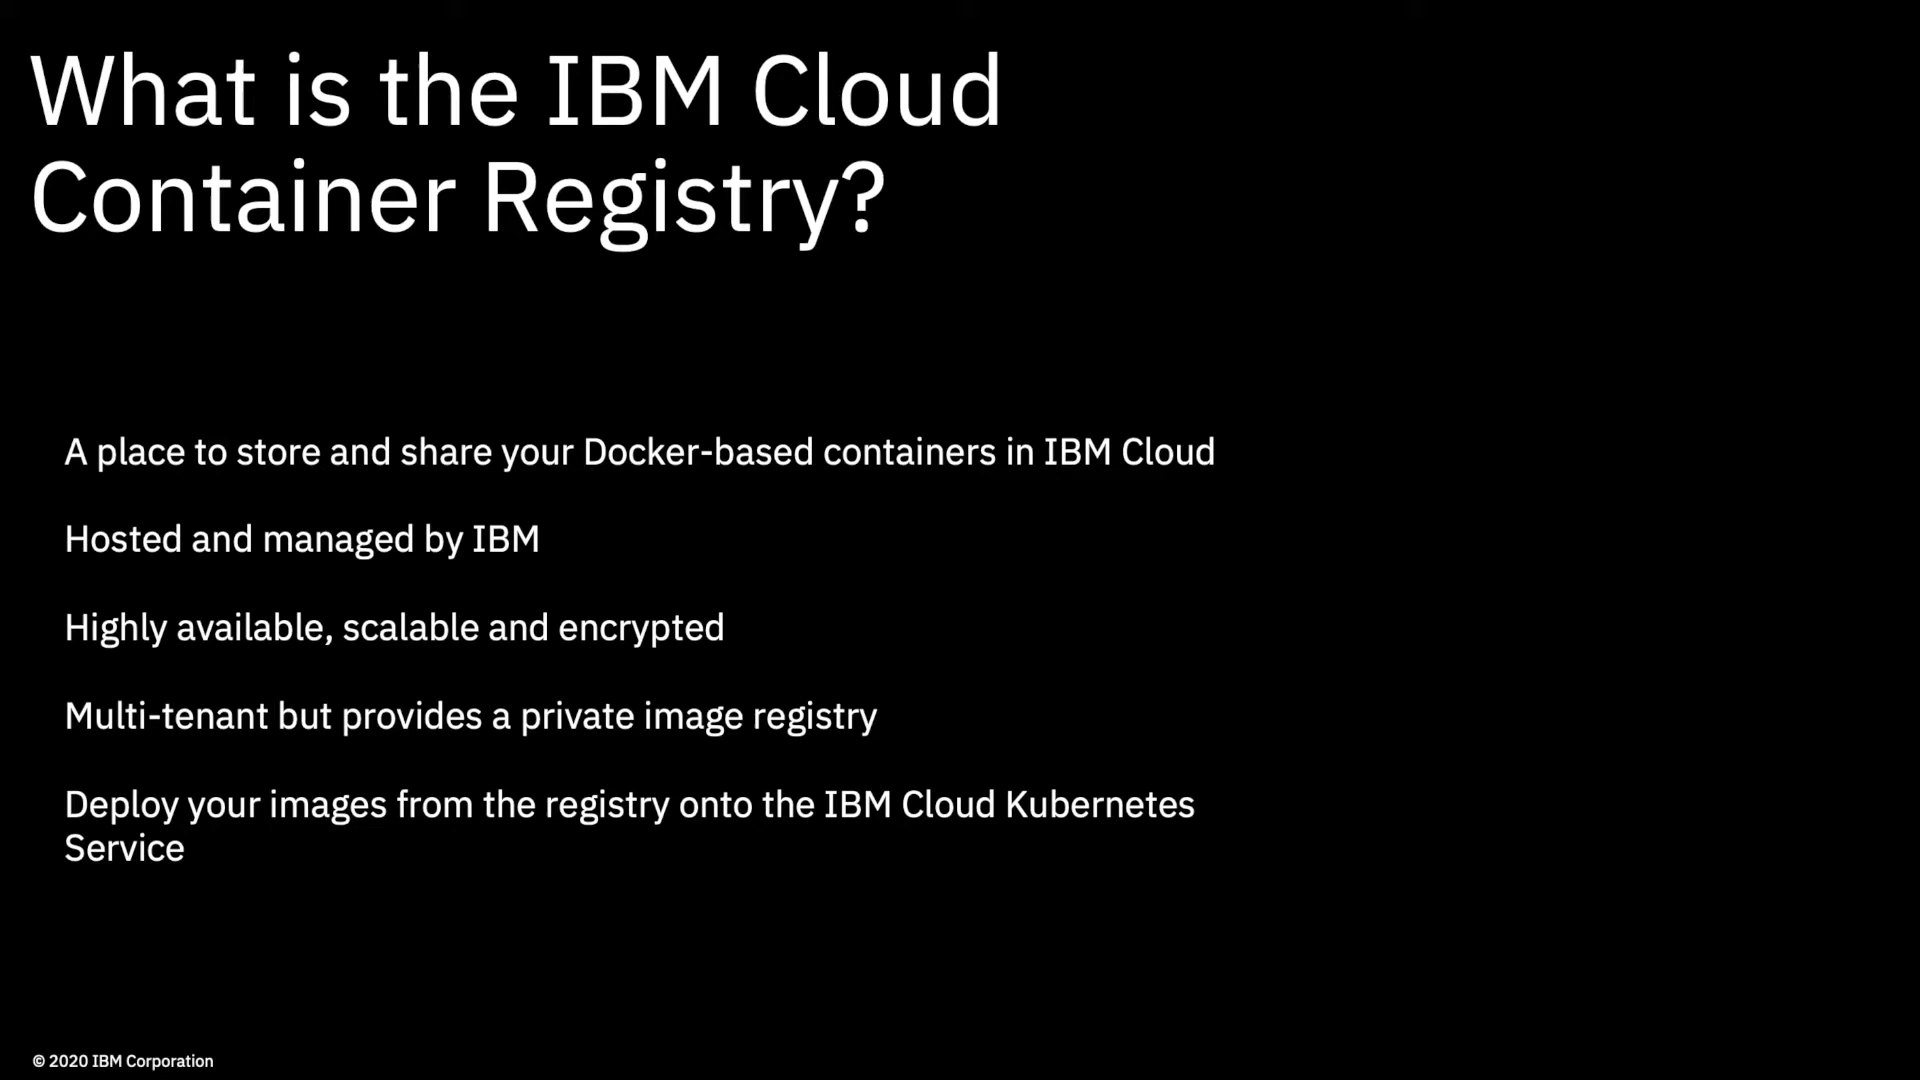 What is the IBM Cloud
Container Registry?
A place to store and share your Docker-based containers in IBM Cloud
Hosted and managed by IBM
Highly available, scalable and encrypted
Multi-tenant but provides a private image registry
Deploy your images from the registry onto the IBM Cloud Kubernetes
Service
© 2020 IBM Corporation